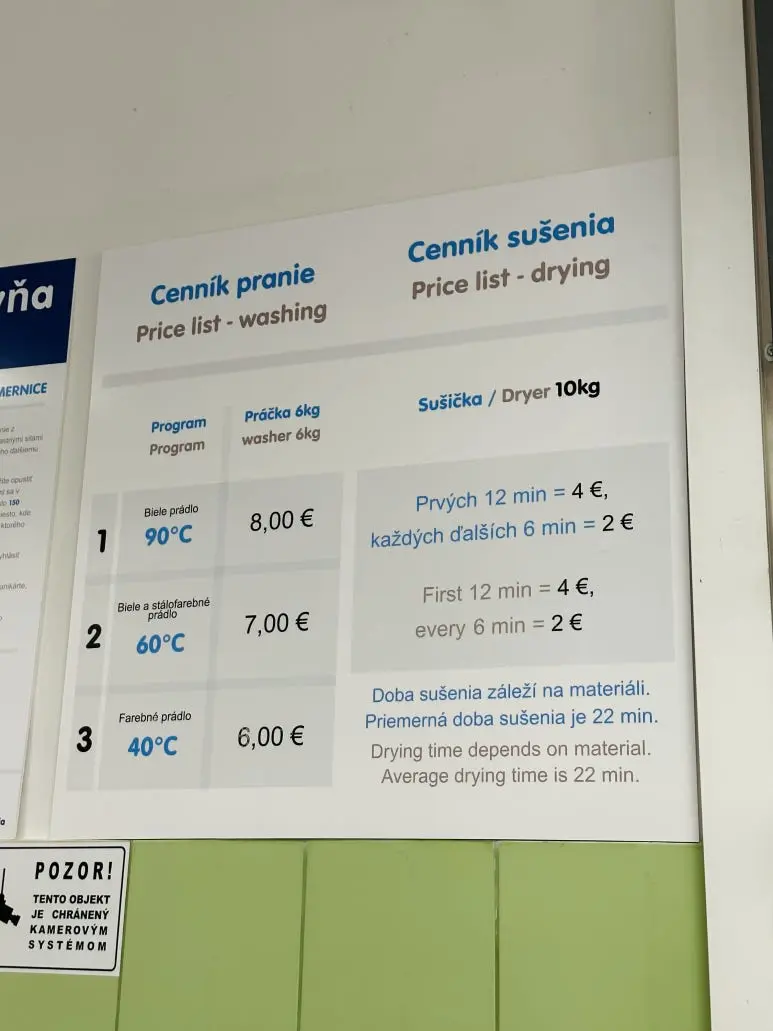 yňa
MERNICE
150
Cenník pranie
Price list - washing
Cenník sušenia
Price list - drying
Program
Program
Práčka 6kg
washer 6kg
Sušička / Dryer 10kg
1
Biele prádlo
90°C
8,00 €
2
Biele a stálofarebné
prádlo
60°C
7,00 €
3
Farebné prádlo
40°C
6,00 €
Prvých 12 min = 4 €,
každých ďalších 6 min = 2 €
First 12 min = 4 €,
every 6 min = 2 €
Doba sušenia záleží na materiáli.
Priemerná doba sušenia je 22 min.
Drying time depends on material.
Average drying time is 22 min.
POZOR!
TENTO OBJEKT
JE CHRÁNENÝ
KAMEROVÝM
SYSTÉMOM